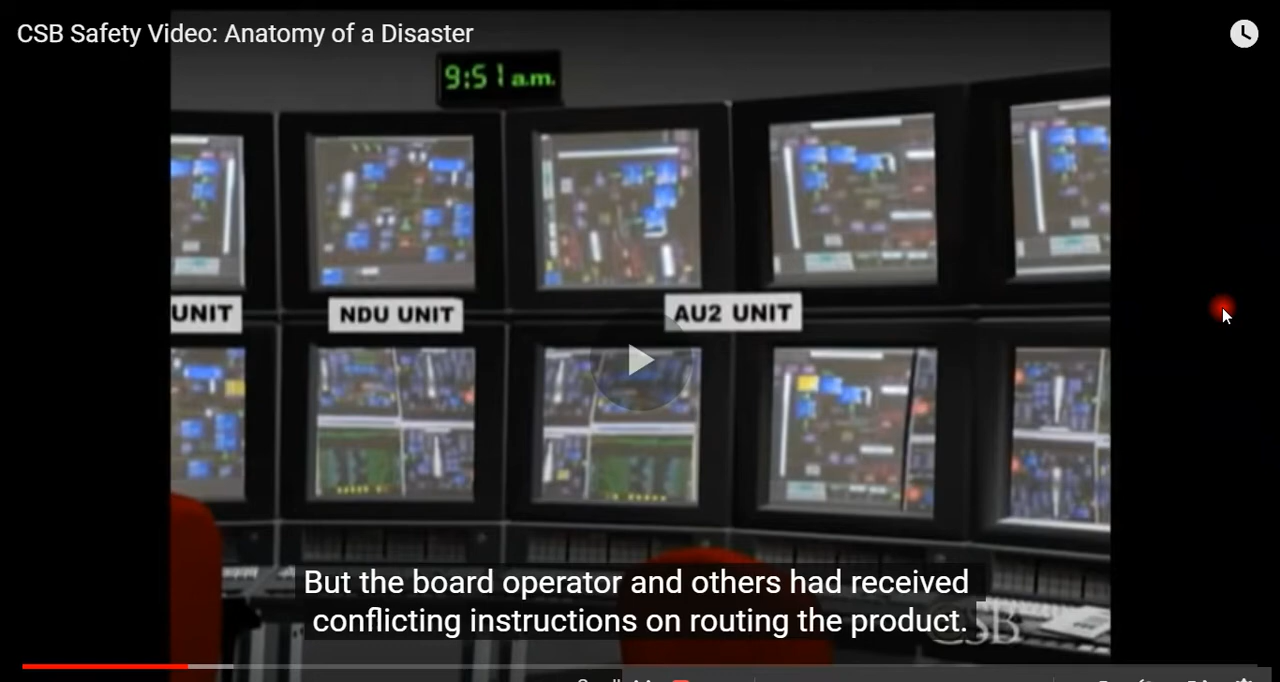 CSB Safety Video: Anatomy of a Disaster
9:51 a.m.
UNIT
NDU UNIT
AU2 UNIT
But the board operator and others had received
conflicting instructions on routing the product.
CSB